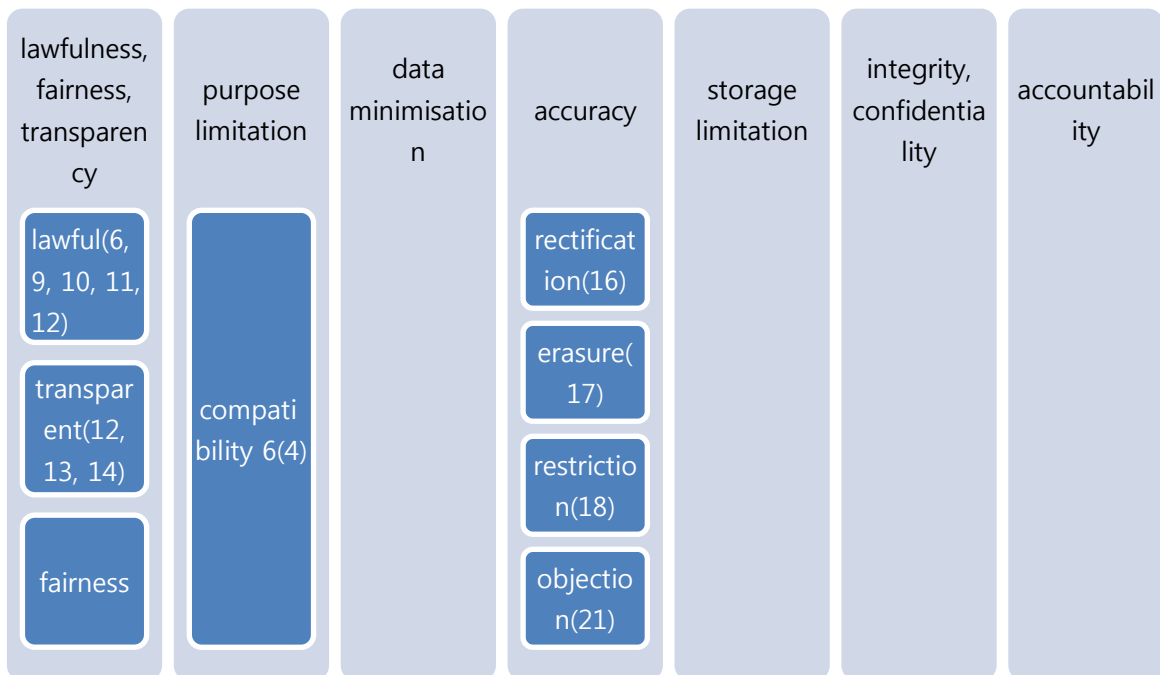 lawfulness,
fairness,
transparen
cy
lawful(6,
9, 10, 11,
12)
transpar
ent(12,
13, 14)
fairness
purpose
limitation
compati
bility 6(4)
data
minimisatio
n
accuracy
rectificat
ion(16)
erasure(
17)
restrictio
n(18)
objectio
n(21)
storage
limitation
integrity,
confidentia
lity
accountabil
ity